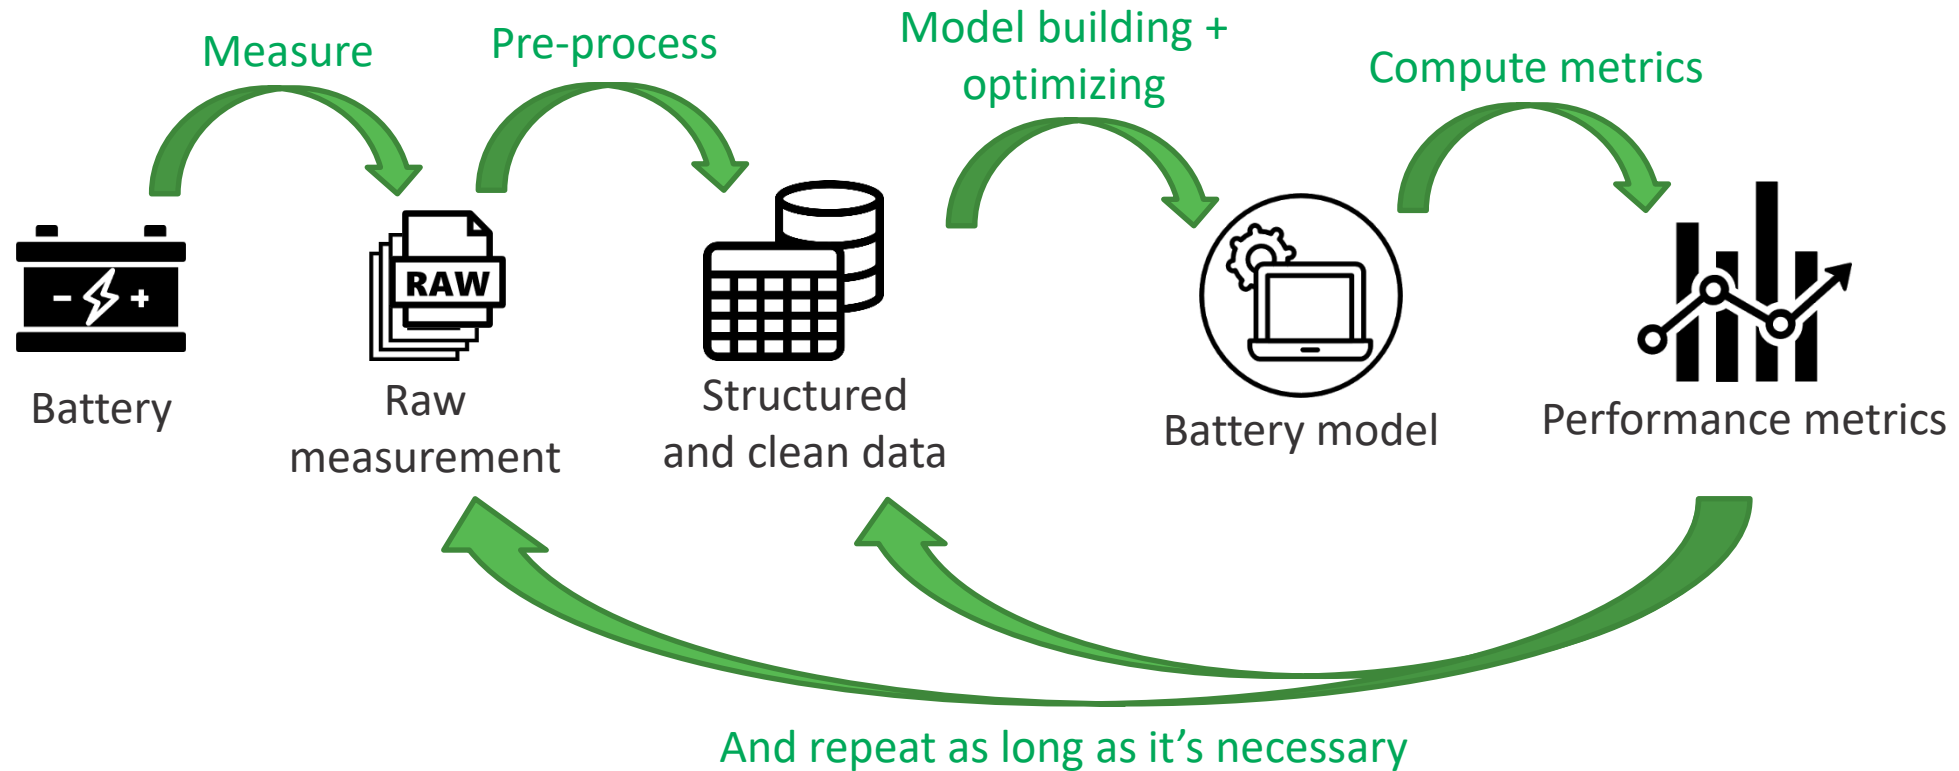 Measure
Pre-process
Model building +
optimizing
Compute metrics
RAW
- +
Battery
Raw
measurement
Structured
and clean data
Battery model
Performance metrics
And repeat as long as it’s necessary